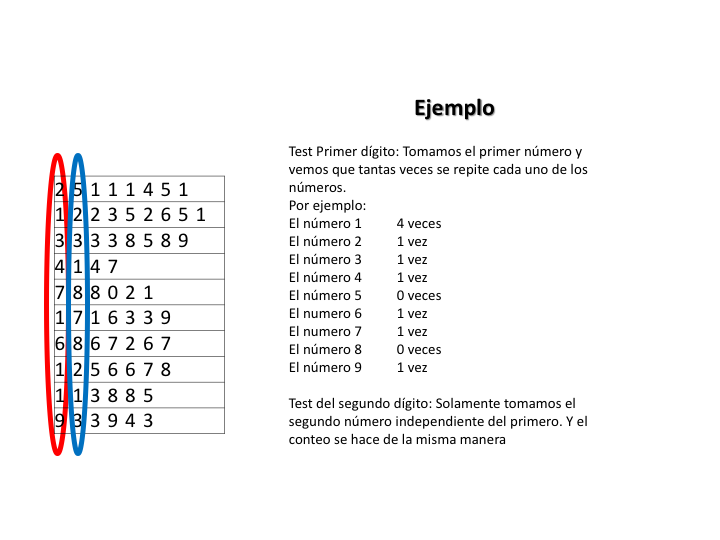 Ejemplo
2 5 1 1 1 4 5 1
1 2 2 3 5 2 6 5 1
3 3 3 3 8 5 8 9
4 1 4 7
7 8 8 0 2 1
1 7 1 6 3 3 9
6 8 6 7 2 6 7
1 2 5 6 6 7 8
1 1 3 8 8 5
9 3 3 9 4 3
Test Primer dígito: Tomamos el primer número y
vemos que tantas veces se repite cada uno de los
números.
Por ejemplo:
El número 1 4 veces
El número 2 1 vez
El número 3 1 vez
El número 4 1 vez
El número 5 0 veces
El numero 6 1 vez
El numero 7 1 vez
El número 8 0 veces
El número 9 1 vez
Test del segundo dígito: Solamente tomamos el
segundo número independiente del primero. Y el
conteo se hace de la misma manera